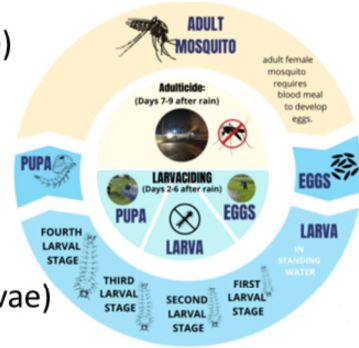 )
ADULT
MOSQUITO
adult female
mosquito
requires
blood meal
to develop
eggs.
Adulticide:
(Days 7-9 after rain)
LARVACIDING
(Days 2-6 after rain)
PUPA
EGGS
LARVA
PUPA
EGGS
LARVA
IN
STANDING
WATER
FIRST
LARVAL
STAGE
SECOND
LARVAL
STAGE
THIRD
LARVAL
STAGE
FOURTH
LARVAL
STAGE
vae)